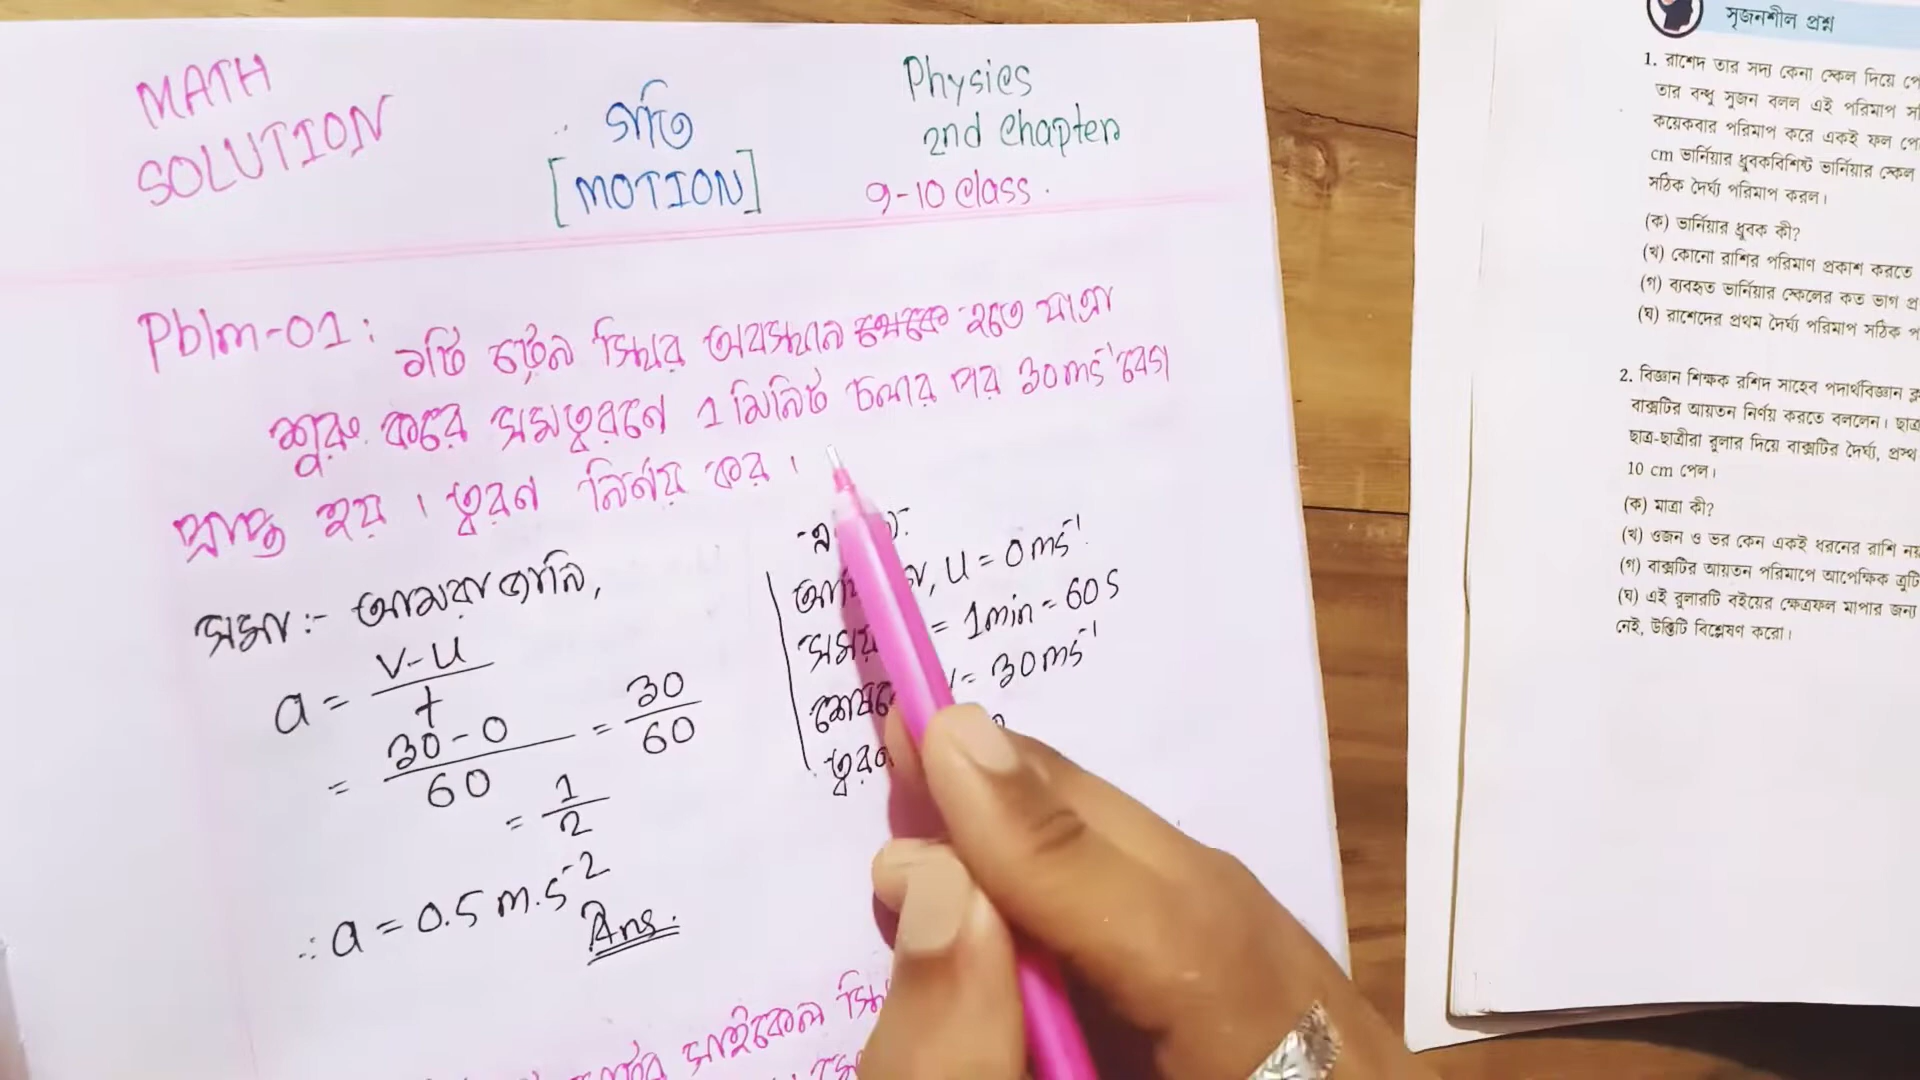 MATH
SOLUTION
গতি
[MOTION]
Physics
2nd Chapter
9-10 class.
Pblm-01: ১টি ট্রেন স্থির অবস্থান থেকে হতে যাত্রা
শুরু করে সমত্বরণে 1 মিনিট চলার পর 30ms⁻¹ বেগ
প্রাপ্ত হয়। ত্বরণ নির্ণয় কর।
সমাঃ- আমরা জানি,
a = v-u / t
= 30-0 / 60 = 30 / 60
= 1 / 2
∴ a = 0.5 m.s⁻²
Ans.
u = 0ms⁻¹
সময় = 1min = 60s
= 30ms⁻¹
ত্বরণ
সাইকেল
সৃজনশীল প্রশ্ন
1. রাশেদ তার সদ্য কেনা স্কেল দিয়ে
তার বন্ধু সুজন বলল এই পরিমাপ
কয়েকবার পরিমাপ করে একই ফল
cm ভার্নিয়ার ধ্রুবকবিশিষ্ট ভার্নিয়ার স্কেল
সঠিক দৈর্ঘ্য পরিমাপ করল।
(ক) ভার্নিয়ার ধ্রুবক কী?
(খ) কোনো রাশির পরিমাণ প্রকাশ করতে
(গ) ব্যবহৃত ভার্নিয়ার স্কেলের কত ভাগ
(ঘ) রাশেদের প্রথম দৈর্ঘ্য পরিমাপ সঠিক
2. বিজ্ঞান শিক্ষক রশিদ সাহেব পদার্থবিজ্ঞান
বাক্সটির আয়তন নির্ণয় করতে বললেন।
ছাত্র-ছাত্রীরা রুলার দিয়ে বাক্সটির দৈর্ঘ্য, প্রস্থ
10 cm পেল।
(ক) মাত্রা কী?
(খ) ওজন ও ভর কেন একই ধরনের রাশি নয়
(গ) বাক্সটির আয়তন পরিমাপে আপেক্ষিক ত্রুটি
(ঘ) এই রুলারটি বইয়ের ক্ষেত্রফল মাপার জন্য
নেই, উক্তিটি বিশ্লেষণ করো।